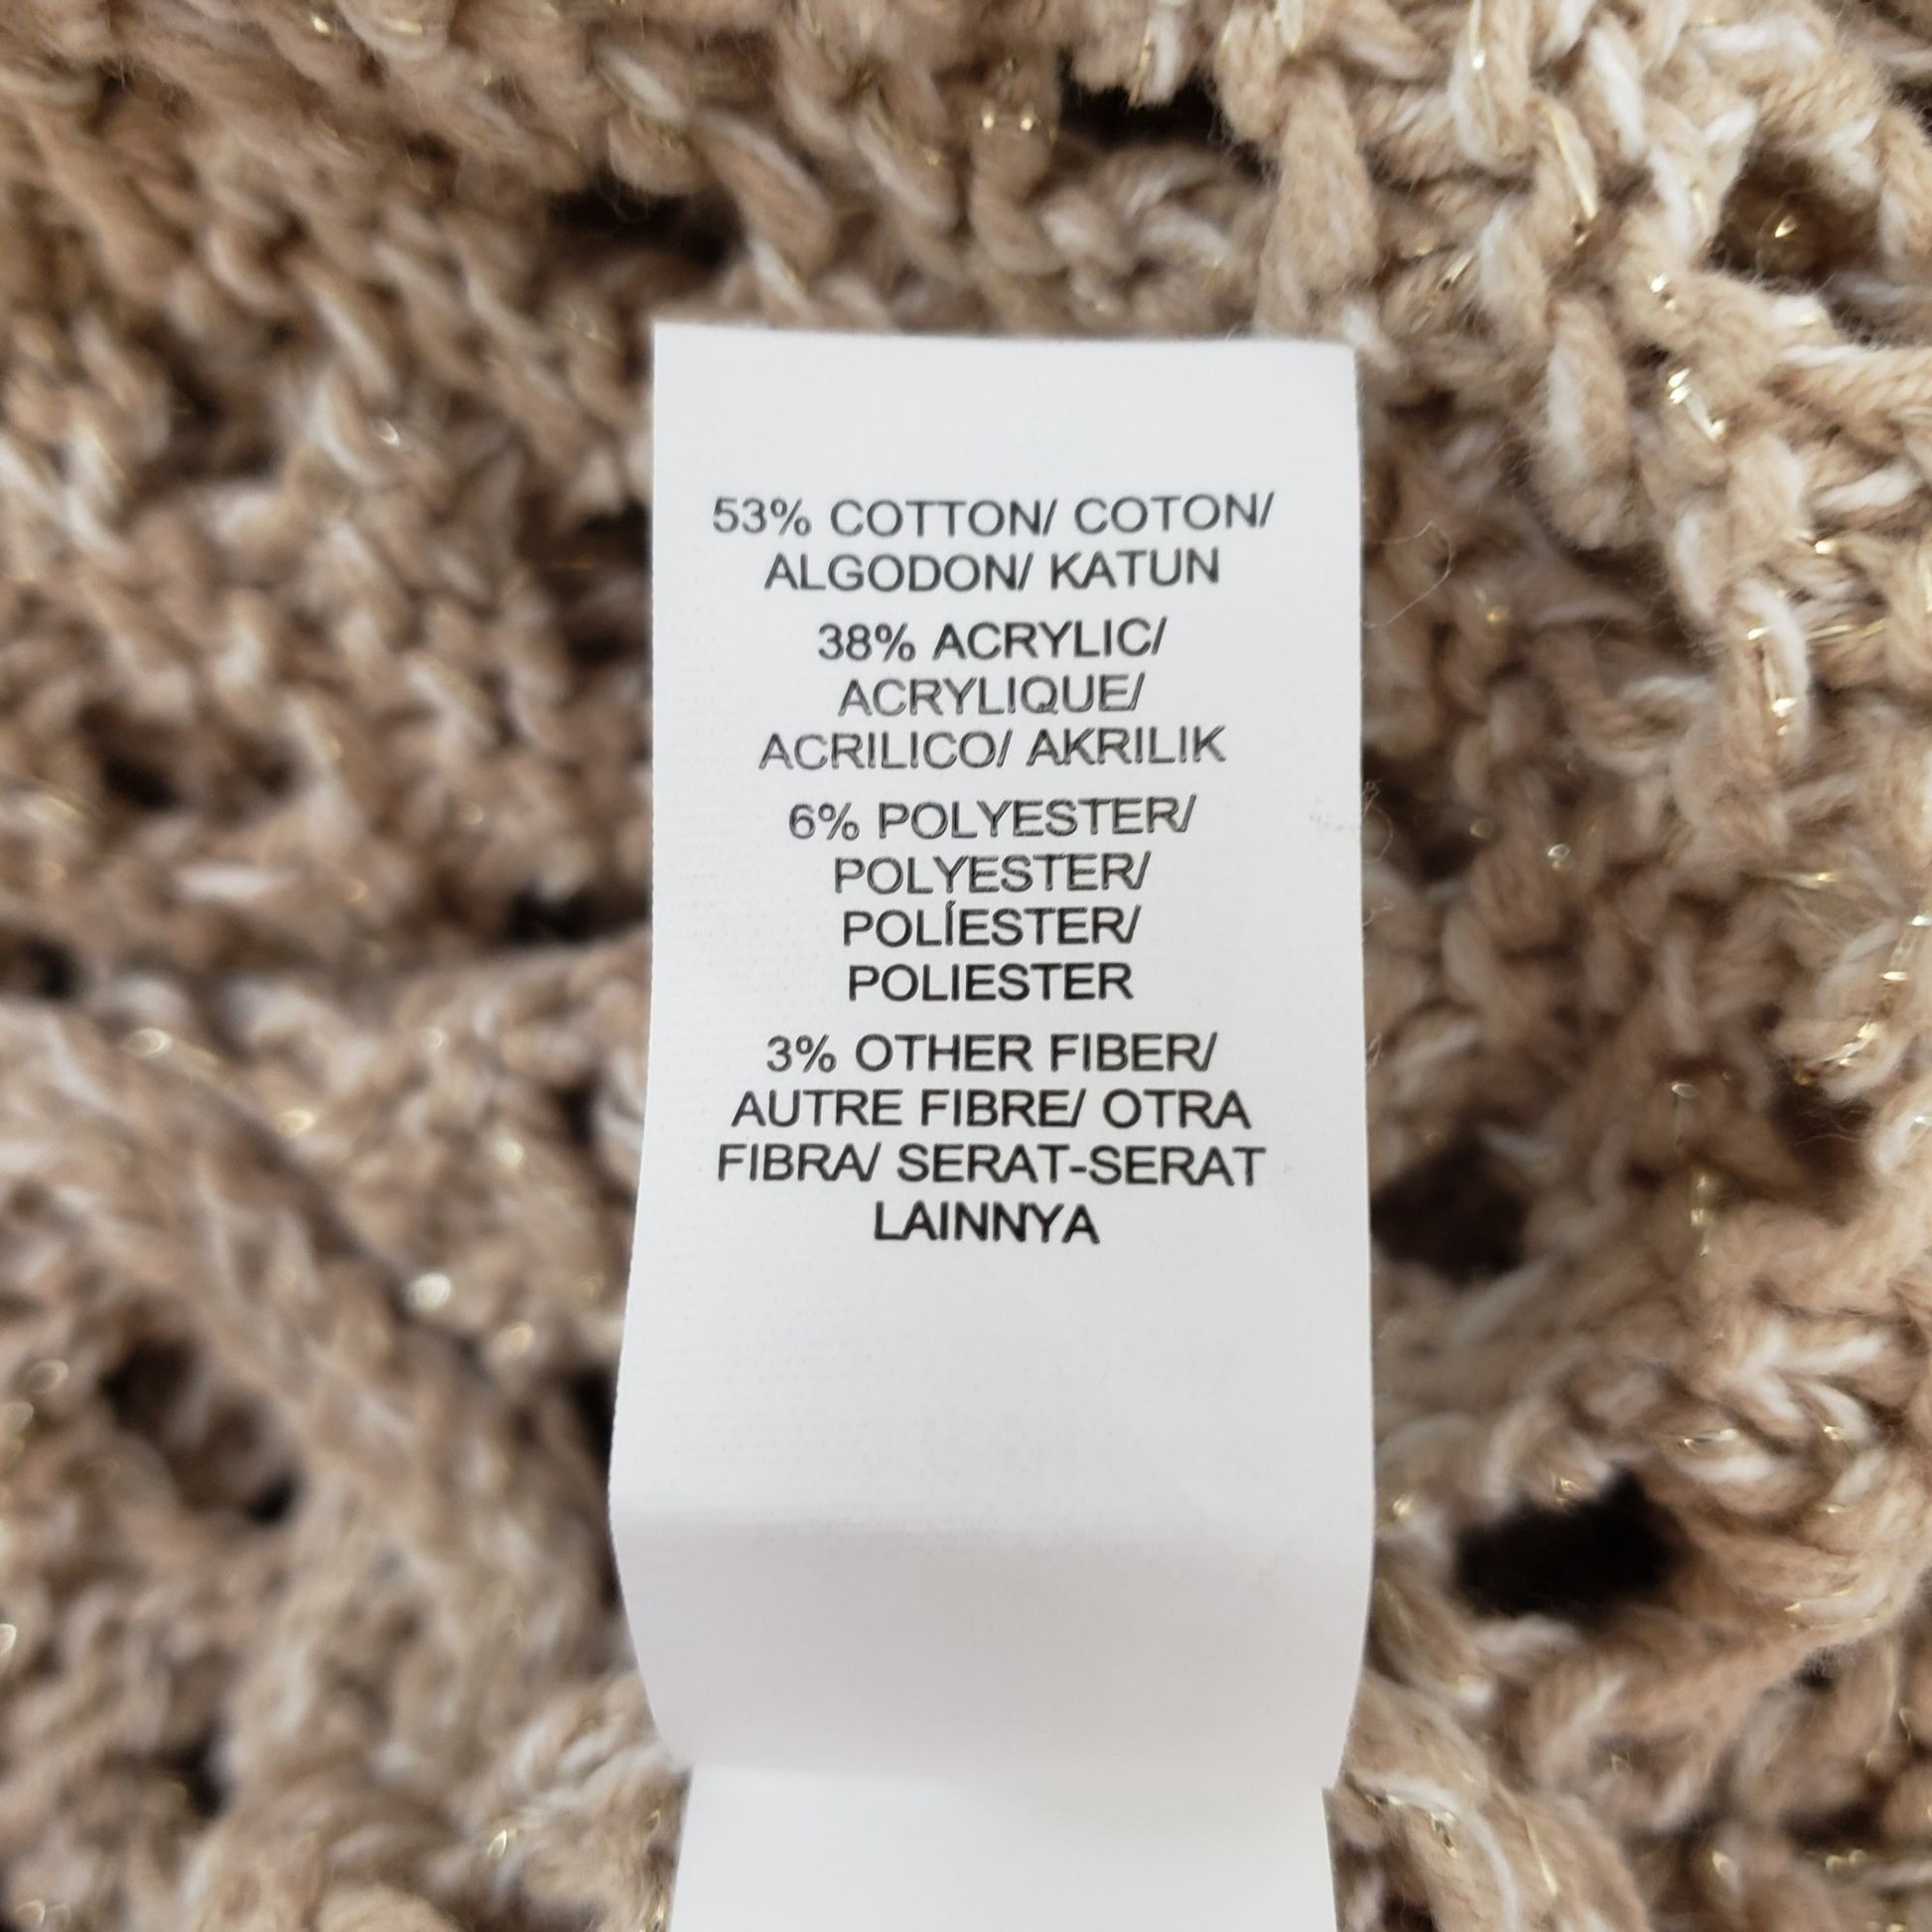 53% COTTON/ COTON/
ALGODON/ KATUN
38% ACRYLIC/
ACRYLIQUE/
ACRILICO/ AKRILIK
6% POLYESTER/
POLYESTER/
POLÍESTER/
POLIESTER
3% OTHER FIBER/
AUTRE FIBRE/ OTRA
FIBRA/ SERAT-SERAT
LAINNYA